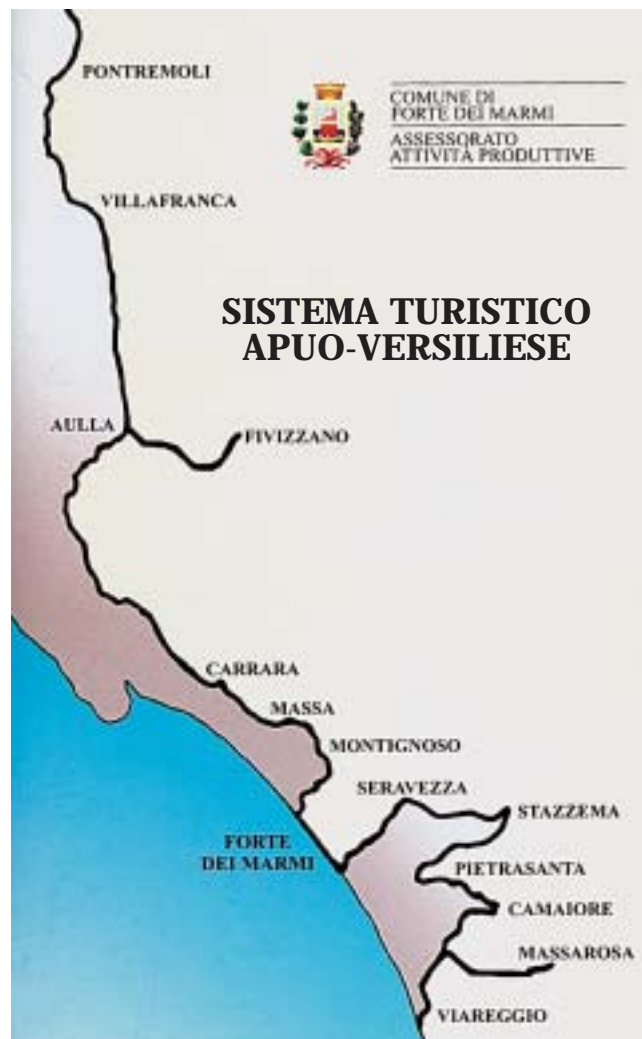 PONTREMOLI
COMUNE DI
FORTE DEI MARMI
ASSESSORATO
ATTIVITÀ PRODUTTIVE
VILLAFRANCA
SISTEMA TURISTICO
APUO-VERSILIESE
AULLA
FIVIZZANO
CARRARA
MASSA
MONTIGNOSO
SERAVEZZA
STAZZEMA
FORTE
DEI MARMI
PIETRASANTA
CAMAIORE
MASSAROSA
VIAREGGIO